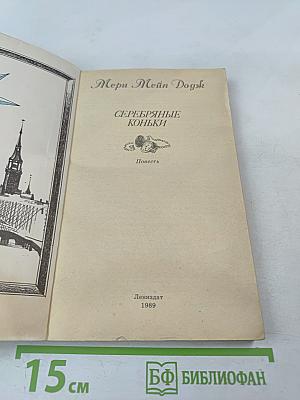 Мери Мейп Додж
СЕРЕБРЯНЫЕ
КОНЬКИ
Повесть
Лениздат
1989
15 см
БФ БИБЛИОФАН